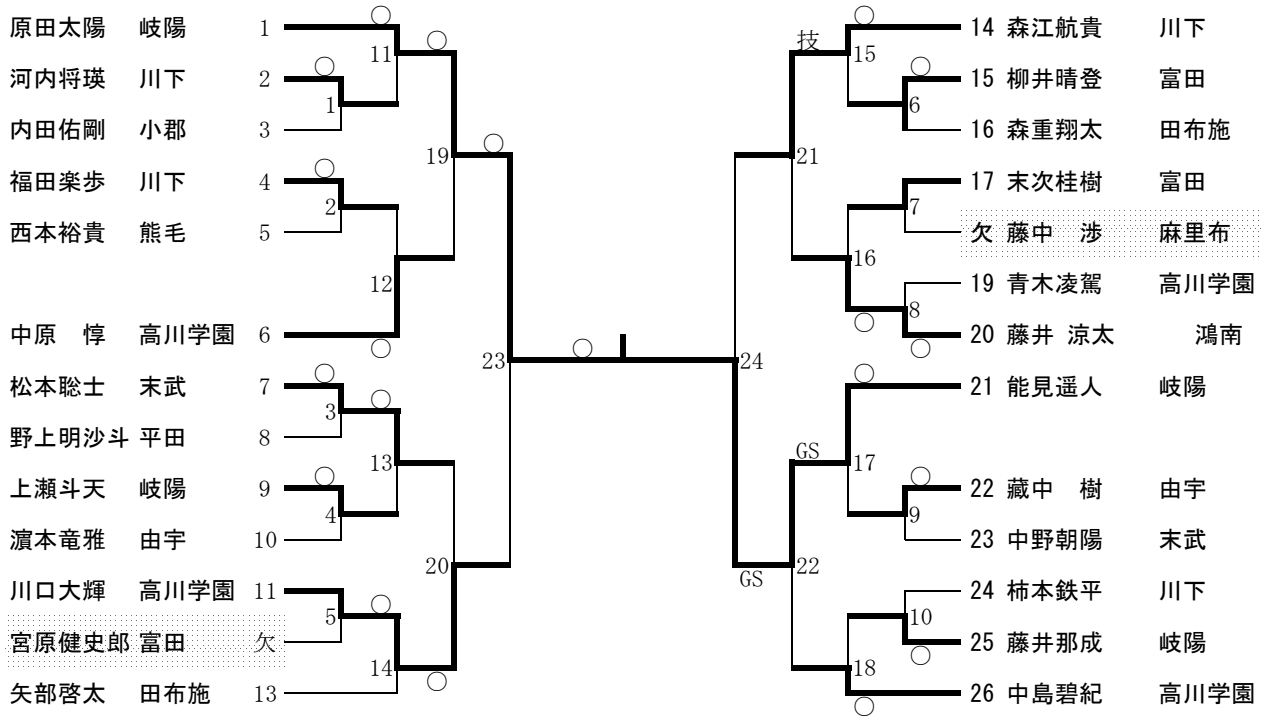 原田太陽 岐陽 1
河内将瑛 川下 2
内田佑剛 小郡 3
福田楽歩 川下 4
西本裕貴 熊毛 5
中原 惇 高川学園 6
松本聡士 末武 7
野上明沙斗 平田 8
上瀬斗天 岐陽 9
濵本竜雅 由宇 10
川口大輝 高川学園 11
宮原健史郎 富田 欠
矢部啓太 田布施 13
○ 11 ○
○ 1
19 ○
○ 2
12
○
23 ○
○ 3 ○
13
○ 4
20
5 ○
14 ○
24
技 ○ 15
○ 6
21
7
16
8
○ ○
○
GS 17
○ 9
GS 22
10
○
18
○
14 森江航貴 川下
15 柳井晴登 富田
16 森重翔太 田布施
17 末次桂樹 富田
欠 藤中 渉 麻里布
19 青木凌駕 高川学園
20 藤井 涼太 鴻南
21 能見遥人 岐陽
22 藏中 樹 由宇
23 中野朝陽 末武
24 柿本鉄平 川下
25 藤井那成 岐陽
26 中島碧紀 高川学園